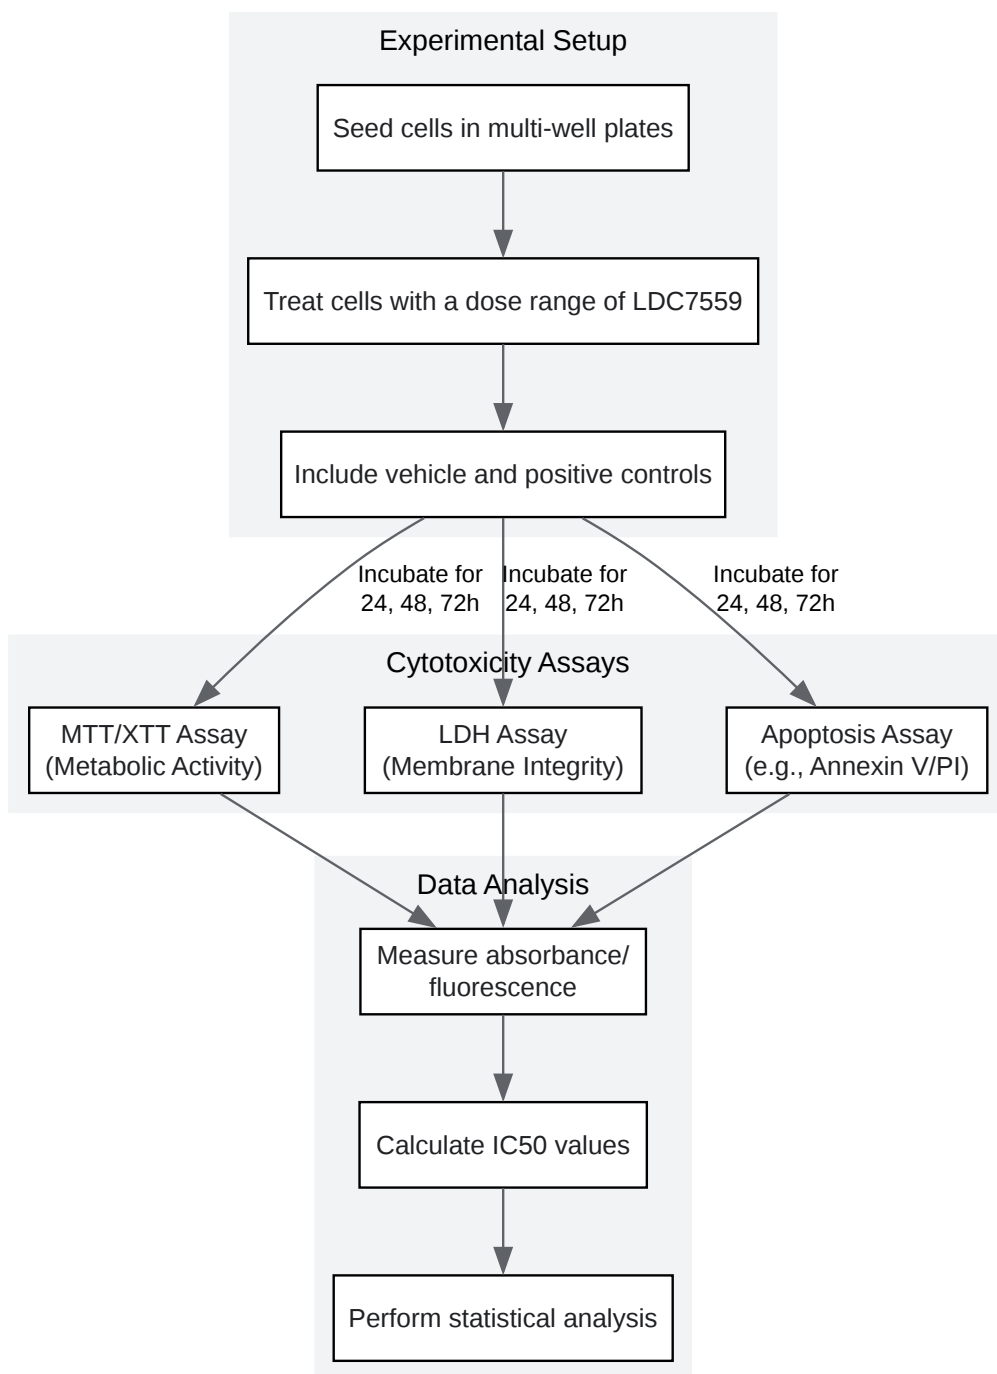 Experimental Setup
Seed cells in multi-well plates
Treat cells with a dose range of LDC7559
Include vehicle and positive controls
Incubate for
24, 48, 72h
Incubate for
24, 48, 72h
Incubate for
24, 48, 72h
Cytotoxicity Assays
MTT/XTT Assay
(Metabolic Activity)
LDH Assay
(Membrane Integrity)
Apoptosis Assay
(e.g., Annexin V/PI)
Data Analysis
Measure absorbance/
fluorescence
Calculate IC50 values
Perform statistical analysis